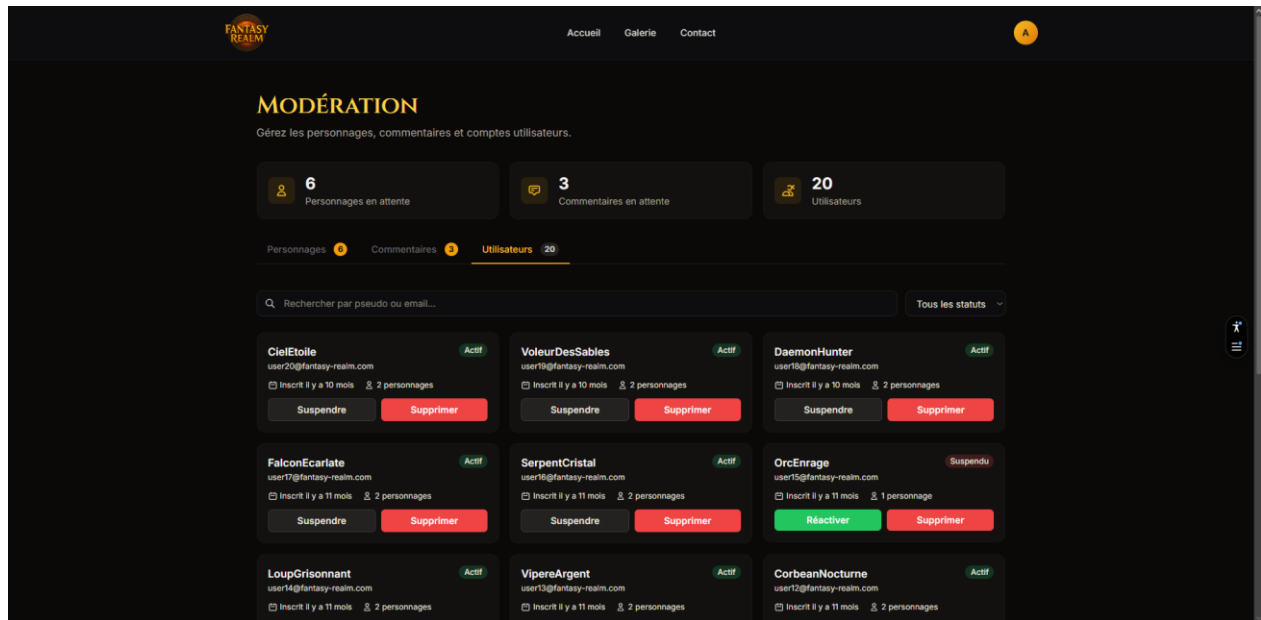 FANTASY
REALM
Accueil Galerie Contact
A
MODÉRATION
Gérez les personnages, commentaires et comptes utilisateurs.
6
Personnages en attente
3
Commentaires en attente
20
Utilisateurs
Personnages 6 Commentaires 3 Utilisateurs 20
Rechercher par pseudo ou email...
Tous les statuts
CielEtoile Actif
user20@fantasy-realm.com
Inscrit il y a 10 mois 2 personnages
Suspendre Supprimer
VoleurDesSables Actif
user19@fantasy-realm.com
Inscrit il y a 10 mois 2 personnages
Suspendre Supprimer
DaemonHunter Actif
user18@fantasy-realm.com
Inscrit il y a 10 mois 2 personnages
Suspendre Supprimer
FalconEcarlate Actif
user17@fantasy-realm.com
Inscrit il y a 11 mois 2 personnages
Suspendre Supprimer
SerpentCristal Actif
user16@fantasy-realm.com
Inscrit il y a 11 mois 2 personnages
Suspendre Supprimer
OrcEnrage Suspendu
user15@fantasy-realm.com
Inscrit il y a 11 mois 1 personnage
Réactiver Supprimer
LoupGrisonnant Actif
user14@fantasy-realm.com
Inscrit il y a 11 mois 2 personnages
VipereArgent Actif
user13@fantasy-realm.com
Inscrit il y a 11 mois 2 personnages
CorbeanNocturne Actif
user12@fantasy-realm.com
Inscrit il y a 11 mois 2 personnages